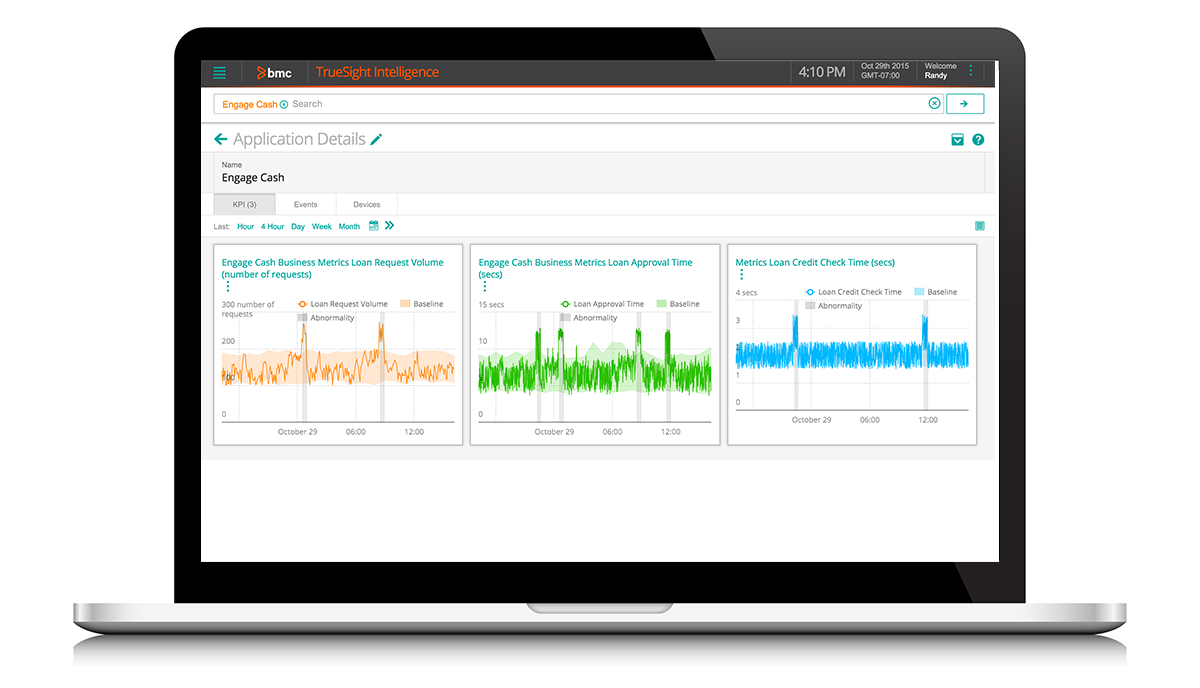 bmc
TrueSight Intelligence
4:10 PM
Oct 29th 2015
GMT-07:00
Welcome
Randy
Engage Cash Search
Application Details
?
Name
Engage Cash
KPI (3) Events Devices
Last: Hour 4 Hour Day Week Month
Engage Cash Business Metrics Loan Request Volume
(number of requests)
300 number of
requests
Loan Request Volume Baseline
Abnormality
200
100
0
October 29 06:00 12:00
Engage Cash Business Metrics Loan Approval Time
(secs)
15 secs
Loan Approval Time Baseline
Abnormality
10
0
October 29 06:00 12:00
Metrics Loan Credit Check Time (secs)
4 secs
Loan Credit Check Time Baseline
Abnormality
3
2
1
0
October 29 06:00 12:00